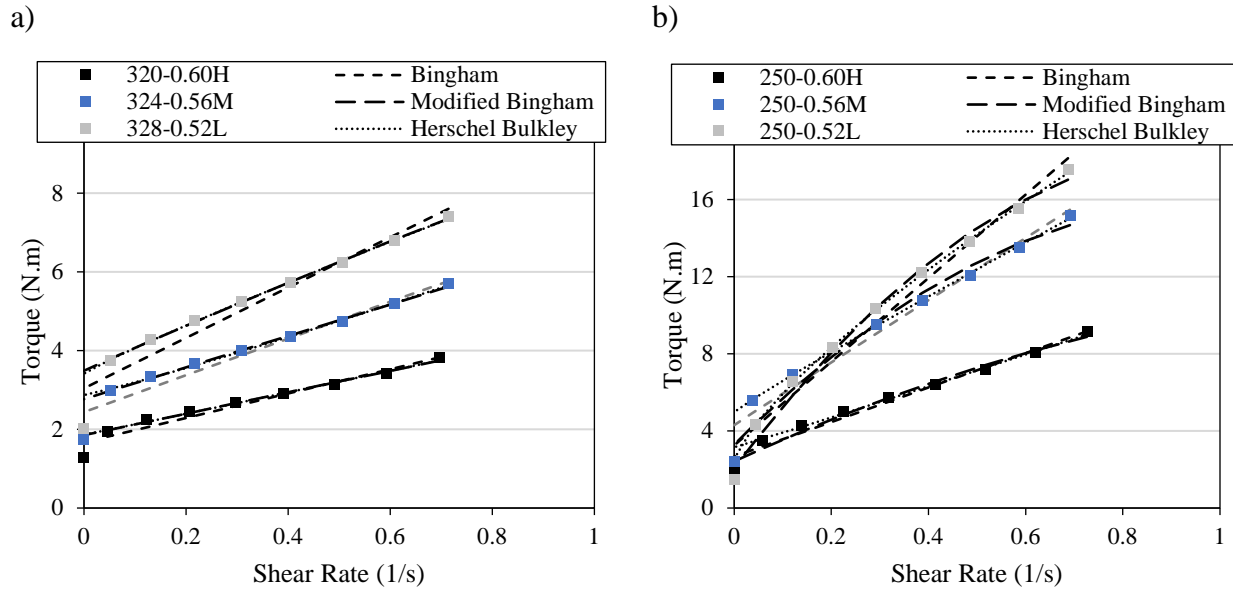 a)
320-0.60H Bingham
324-0.56M Modified Bingham
328-0.52L Herschel Bulkley
8
6
4
2
0
0 0.2 0.4 0.6 0.8 1
Torque (N.m)
Shear Rate (1/s)
b)
250-0.60H Bingham
250-0.56M Modified Bingham
250-0.52L Herschel Bulkley
16
12
8
4
0
0 0.2 0.4 0.6 0.8 1
Torque (N.m)
Shear Rate (1/s)